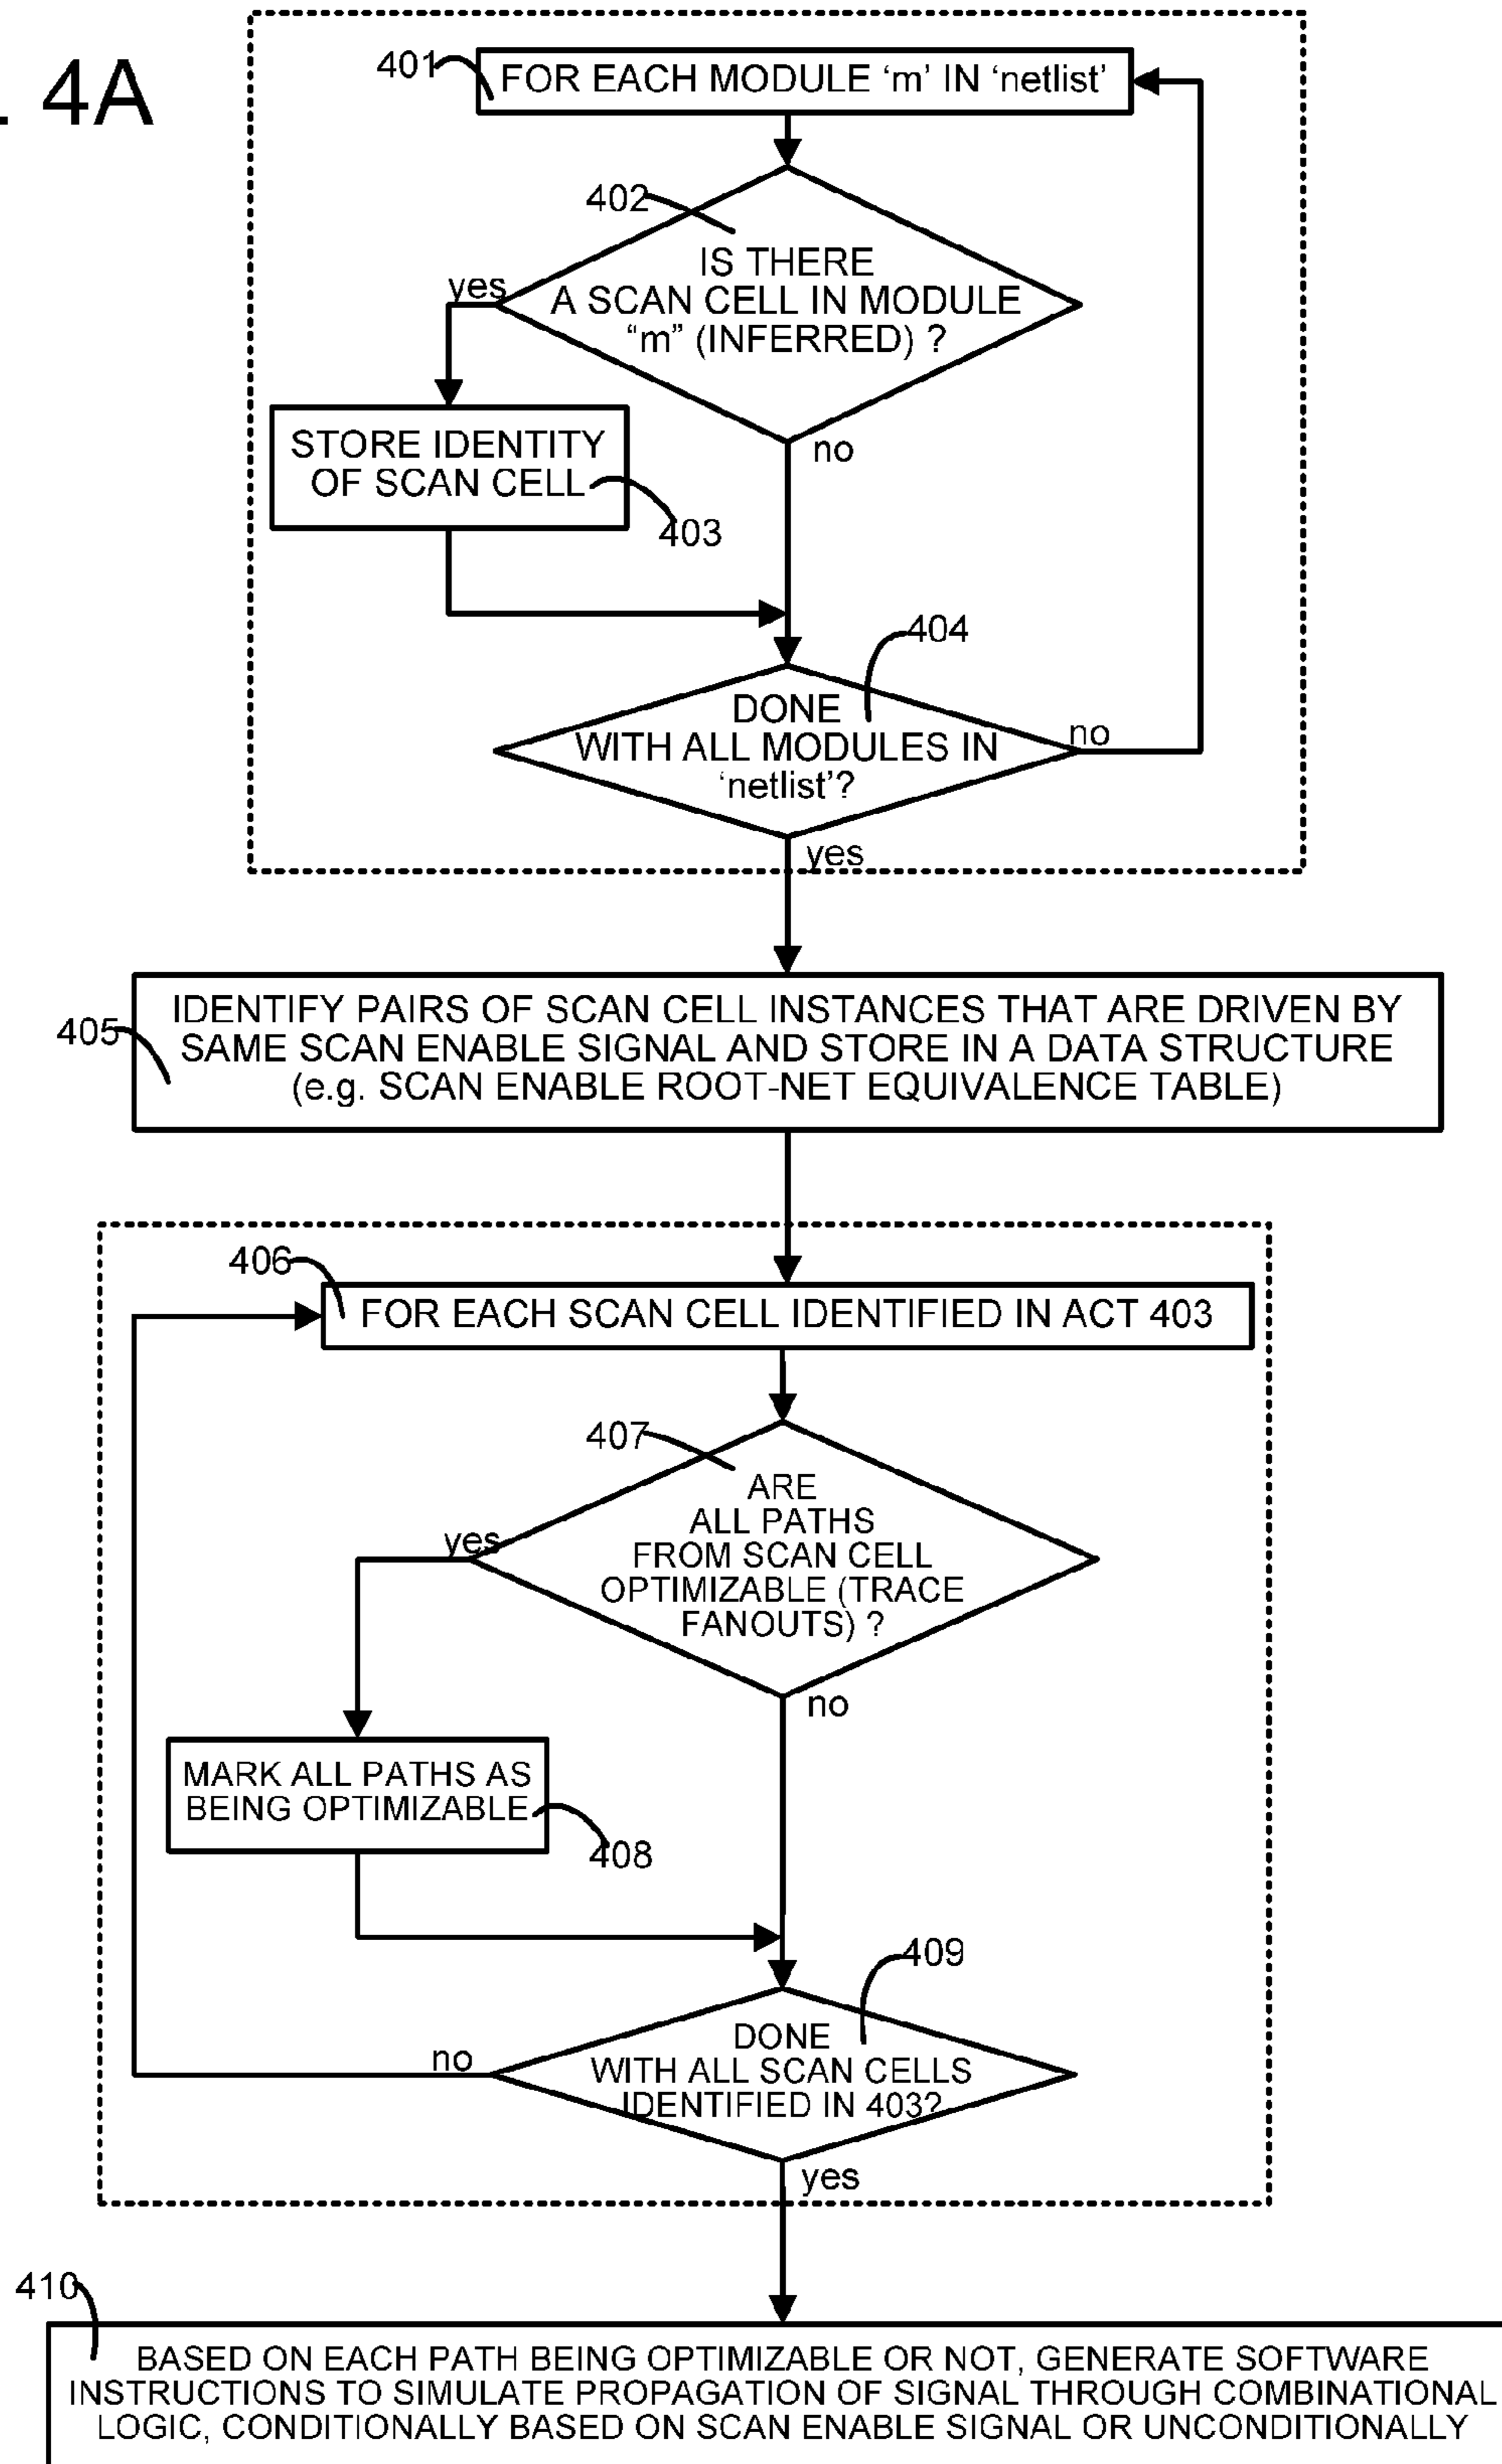 . 4A
401
FOR EACH MODULE ‘m’ IN ‘netlist’
402
IS THERE
A SCAN CELL IN MODULE
“m” (INFERRED) ?
yes
no
STORE IDENTITY
OF SCAN CELL
403
404
DONE
WITH ALL MODULES IN
‘netlist’?
no
yes
405
IDENTIFY PAIRS OF SCAN CELL INSTANCES THAT ARE DRIVEN BY
SAME SCAN ENABLE SIGNAL AND STORE IN A DATA STRUCTURE
(e.g. SCAN ENABLE ROOT-NET EQUIVALENCE TABLE)
406
FOR EACH SCAN CELL IDENTIFIED IN ACT 403
407
ARE
ALL PATHS
FROM SCAN CELL
OPTIMIZABLE (TRACE
FANOUTS) ?
yes
no
MARK ALL PATHS AS
BEING OPTIMIZABLE
408
409
DONE
WITH ALL SCAN CELLS
IDENTIFIED IN 403?
no
yes
410
BASED ON EACH PATH BEING OPTIMIZABLE OR NOT, GENERATE SOFTWARE
INSTRUCTIONS TO SIMULATE PROPAGATION OF SIGNAL THROUGH COMBINATIONAL
LOGIC, CONDITIONALLY BASED ON SCAN ENABLE SIGNAL OR UNCONDITIONALLY